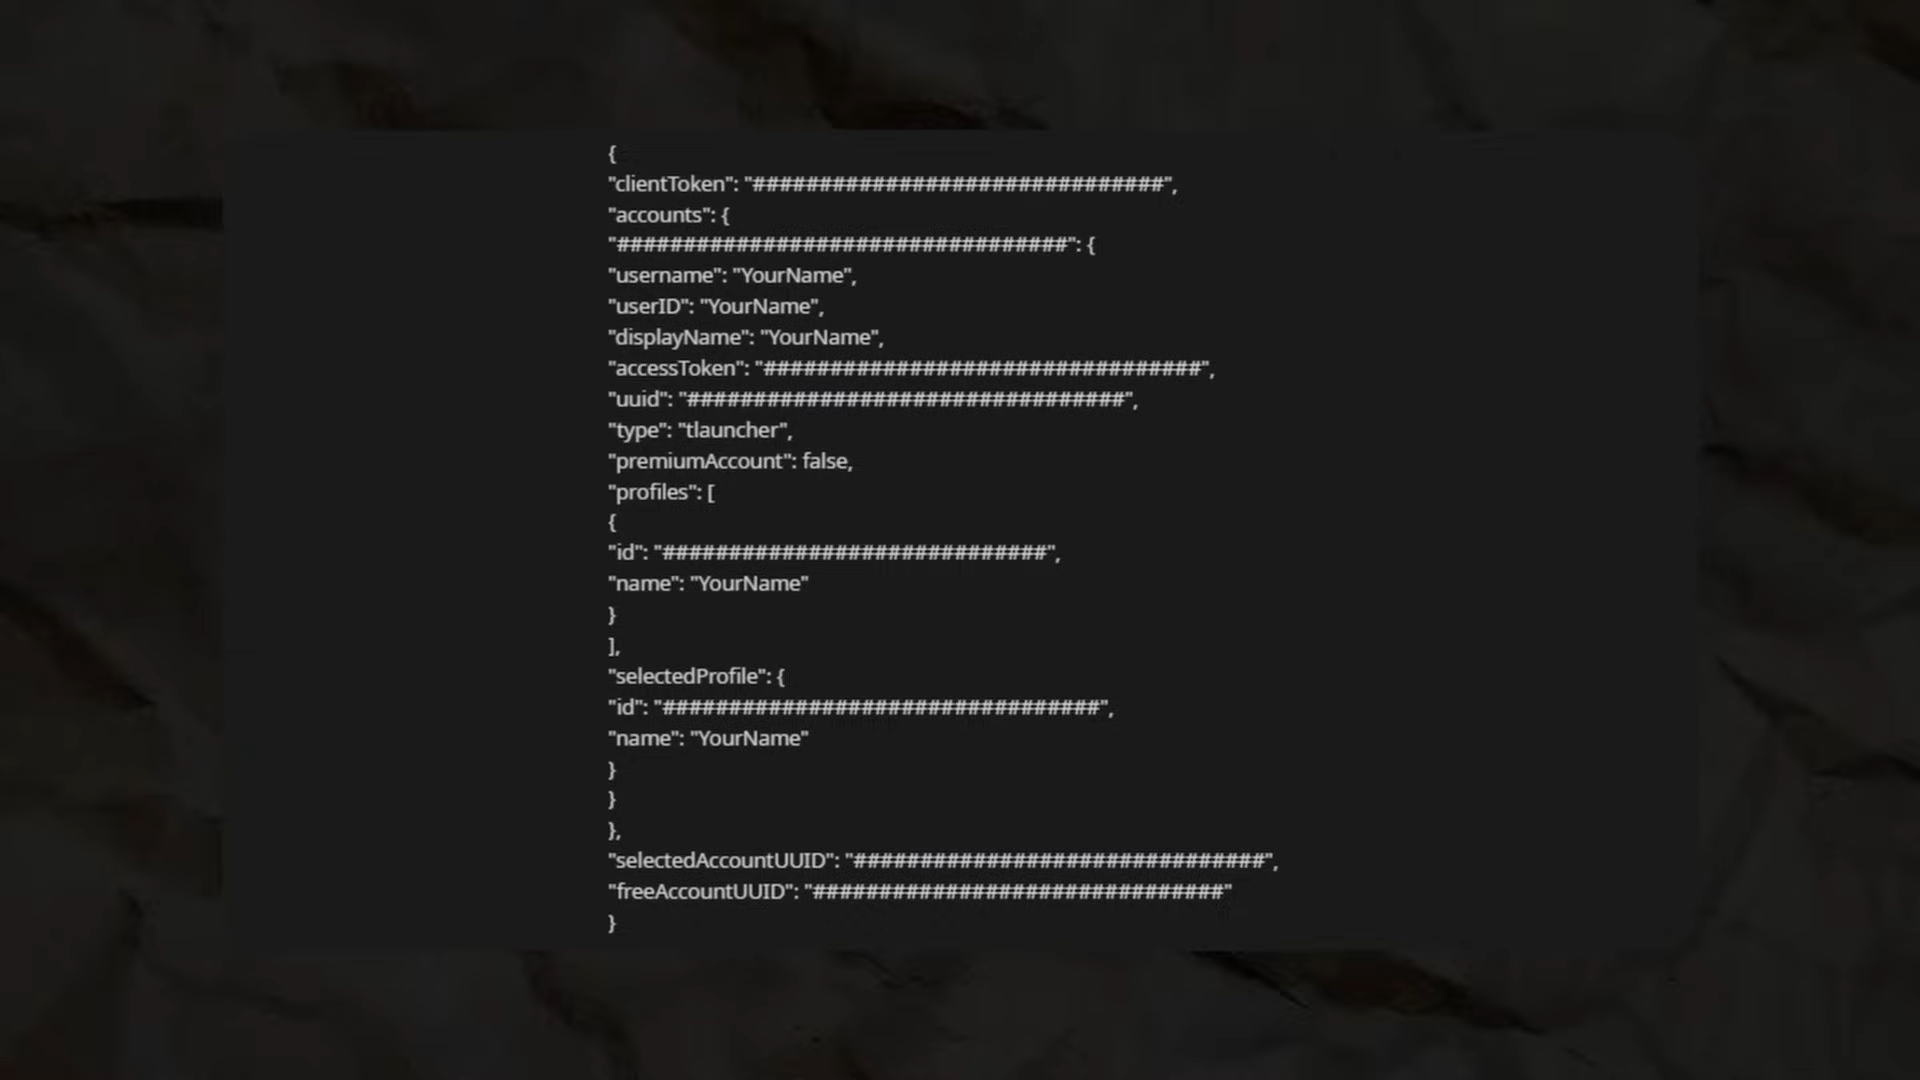 {
"clientToken": "###############################",
"accounts": {
"##################################": {
"username": "YourName",
"userID": "YourName",
"displayName": "YourName",
"accessToken": "#################################",
"uuid": "#################################",
"type": "tlauncher",
"premiumAccount": false,
"profiles": [
{
"id": "#############################",
"name": "YourName"
}
],
"selectedProfile": {
"id": "#################################",
"name": "YourName"
}
}
},
"selectedAccountUUID": "###############################",
"freeAccountUUID": "###############################"
}